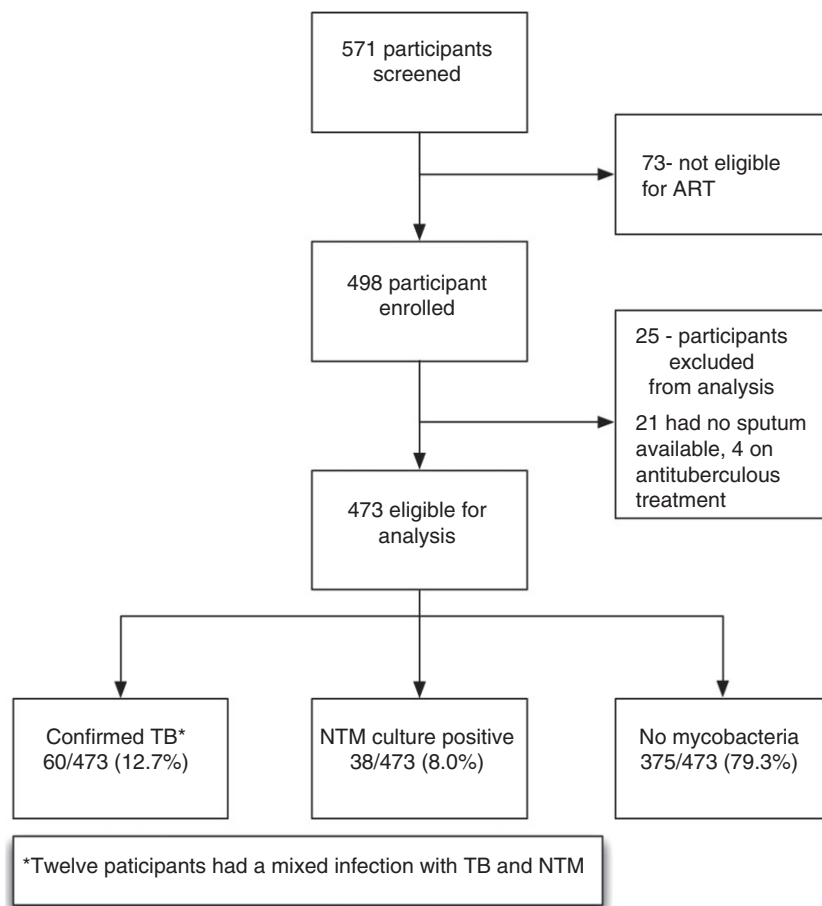 571 participants
screened
73- not eligible
for ART
498 participant
enrolled
25 - participants
excluded
from analysis
21 had no sputum
available, 4 on
antituberculous
treatment
473 eligible for
analysis
Confirmed TB*
60/473 (12.7%)
NTM culture positive
38/473 (8.0%)
No mycobacteria
375/473 (79.3%)
*Twelve paticipants had a mixed infection with TB and NTM